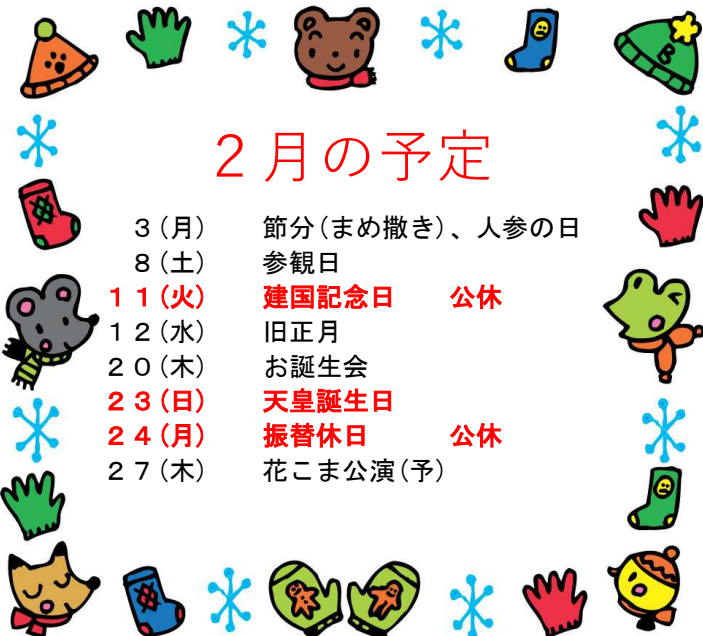 ２月の予定
3(月) 節分(まめ撒き)、人参の日
8(土) 参観日
１１(火) 建国記念日 公休
１２(水) 旧正月
２０(木) お誕生会
２３(日) 天皇誕生日
２４(月) 振替休日 公休
２７(木) 花こま公演(予)
B